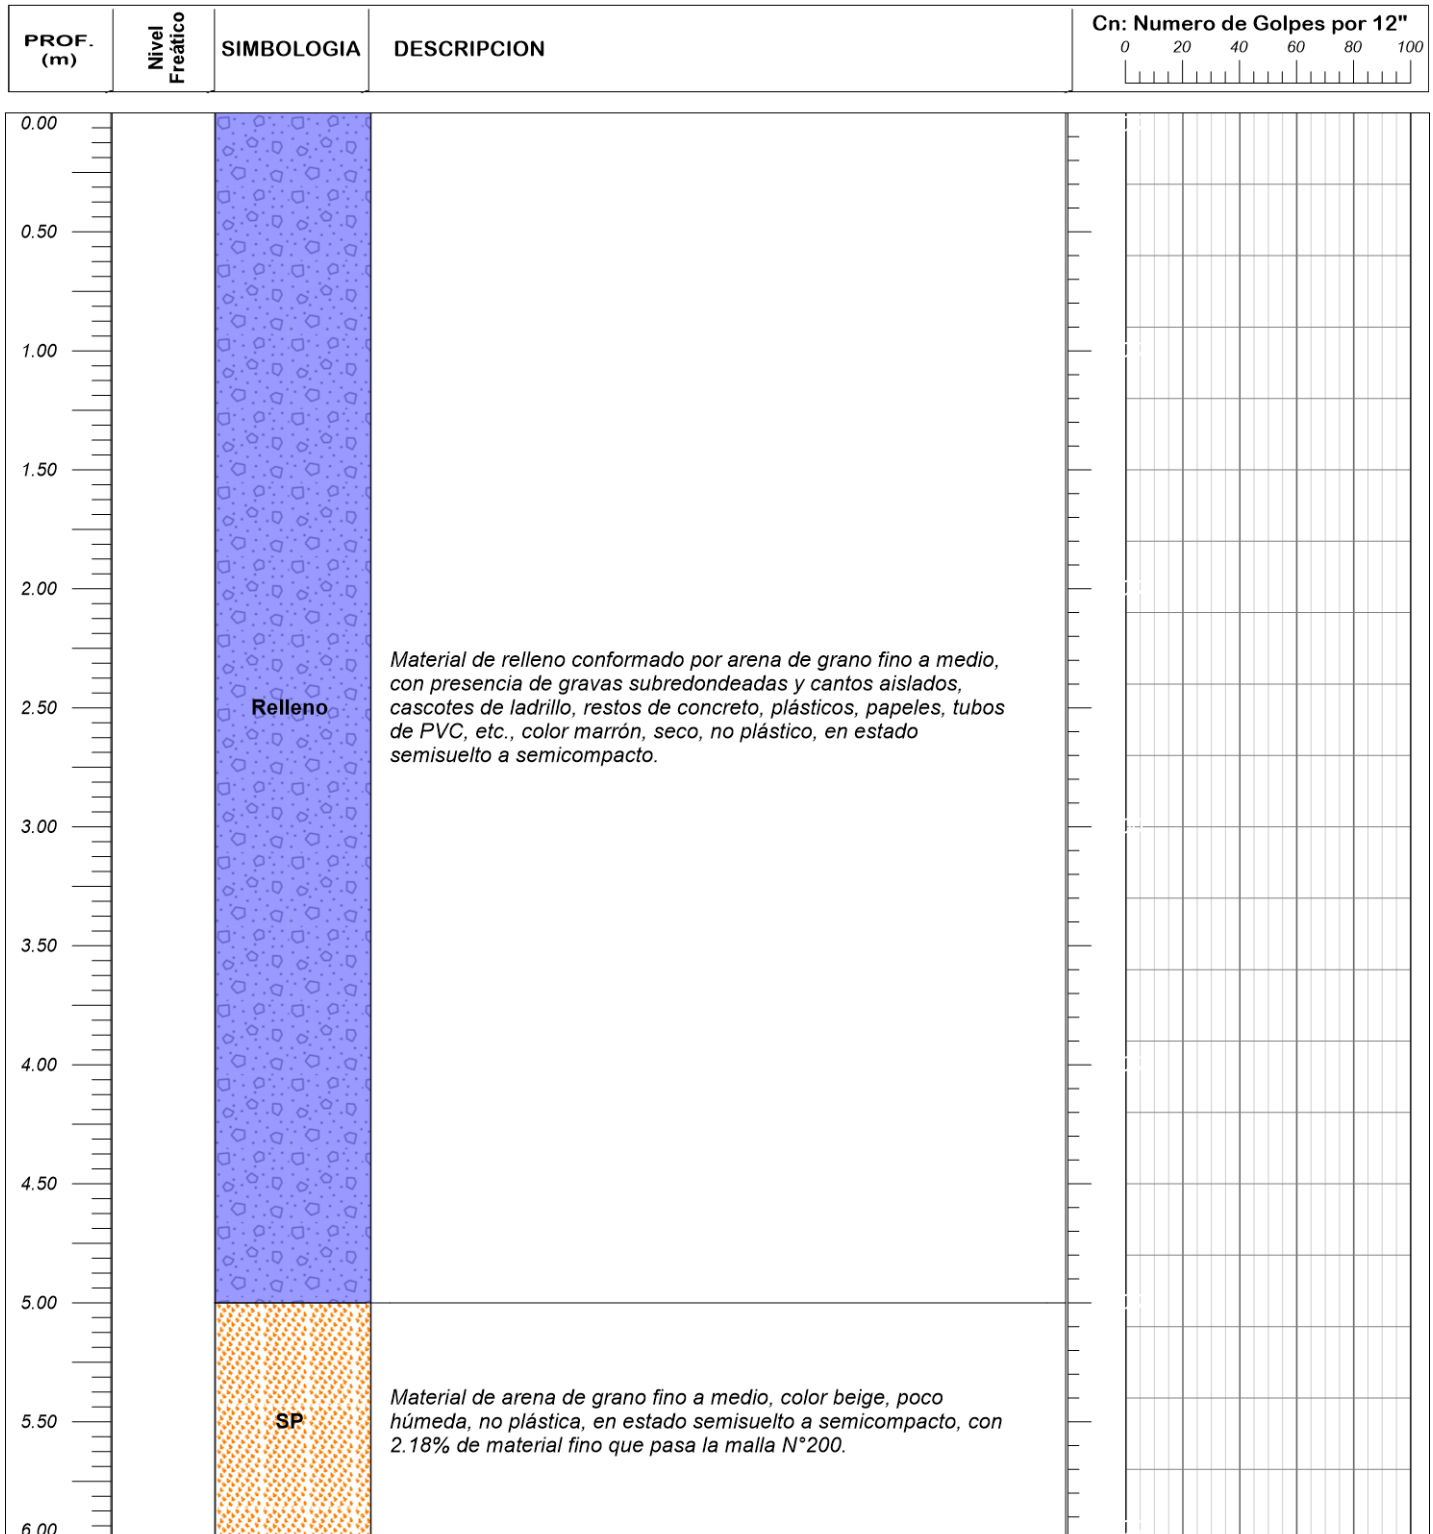 PROF.
(m)
Nivel
Freático
SIMBOLOGIA
DESCRIPCION
Cn: Numero de Golpes por 12"
0 20 40 60 80 100
0.00
0.50
1.00
1.50
2.00
Material de relleno conformado por arena de grano fino a medio,
con presencia de gravas subredondeadas y cantos aislados,
2.50
Relleno
cascotes de ladrillo, restos de concreto, plásticos, papeles, tubos
de PVC, etc., color marrón, seco, no plástico, en estado
semisuelto a semicompacto.
3.00
3.50
4.00
4.50
5.00
Material de arena de grano fino a medio, color beige, poco
5.50
SP
húmeda, no plástica, en estado semisuelto a semicompacto, con
2.18% de material fino que pasa la malla N°200.
6.00